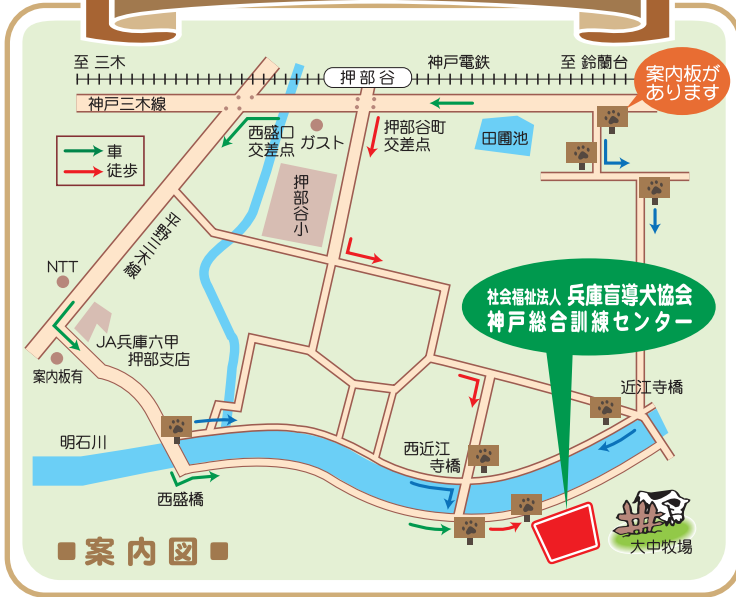 至 三木
神戸電鉄
至 鈴蘭台
押部谷
案内板が
あります
神戸三木線
西盛口
交差点
ガスト
押部谷町
交差点
田圃池
車
徒歩
押部谷小
平野三木線
NTT
社会福祉法人 兵庫盲導犬協会
神戸総合訓練センター
JA兵庫六甲
押部支店
案内板有
近江寺橋
明石川
西近江
寺橋
西盛橋
大中牧場
■案内図■